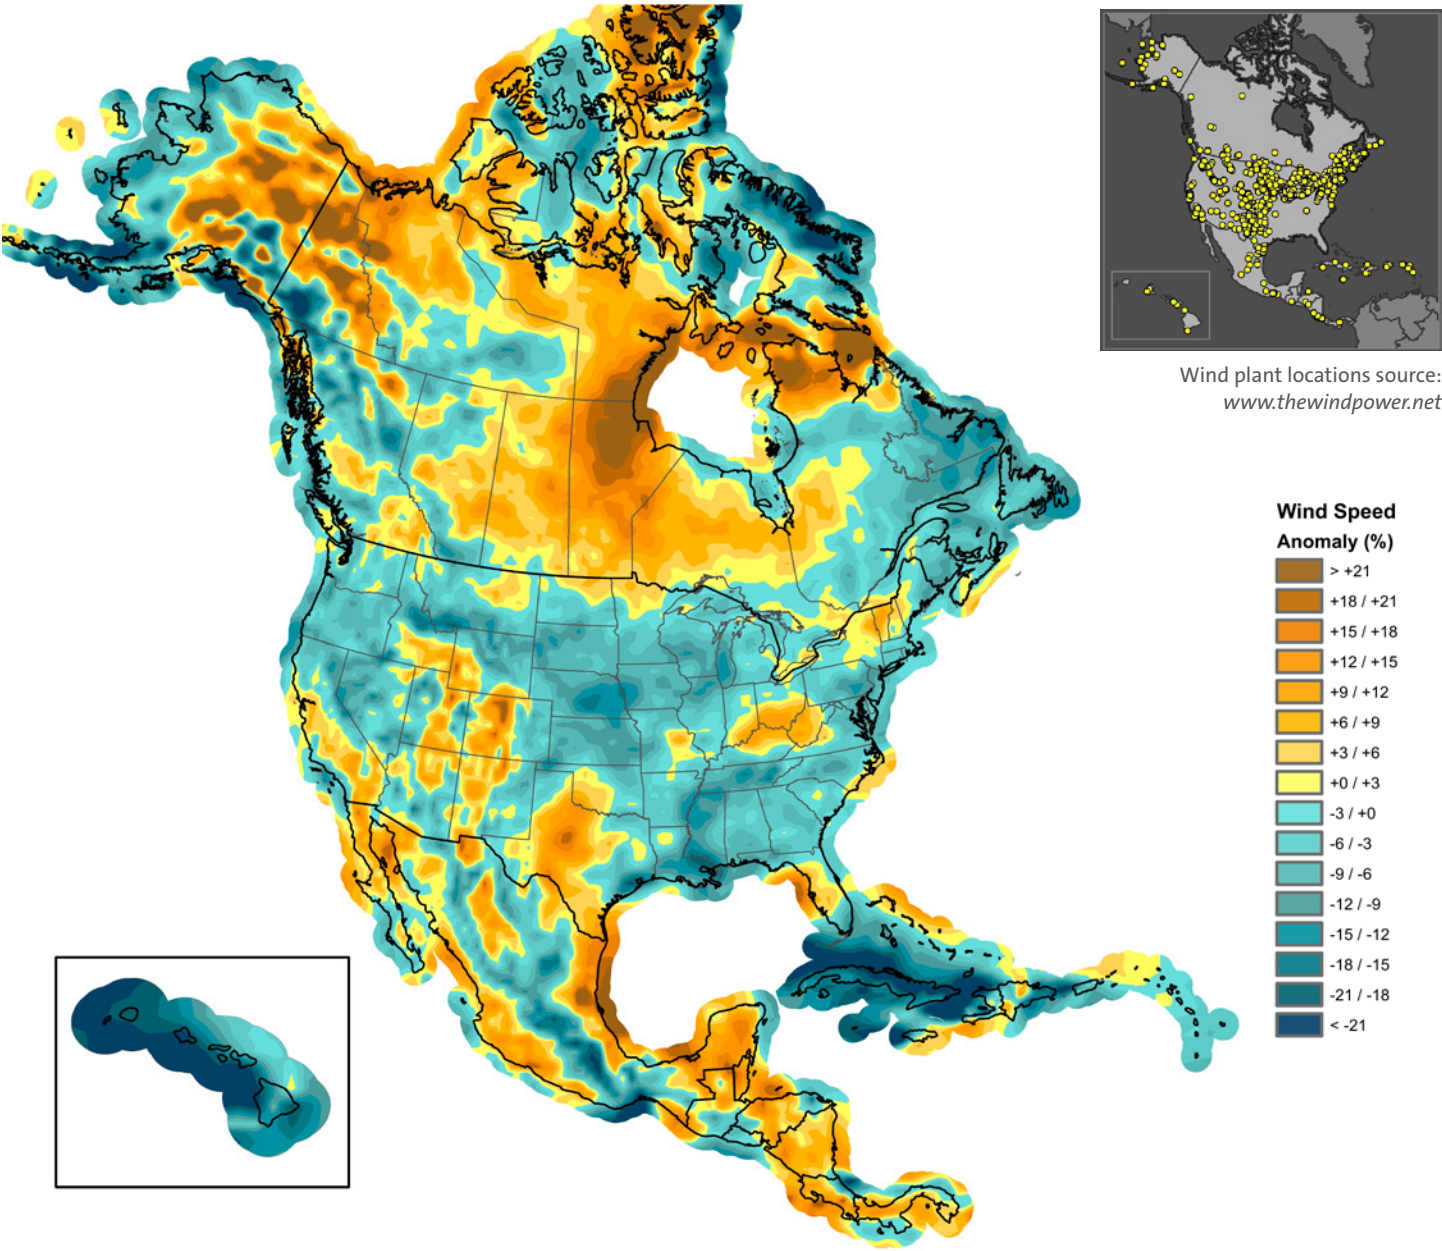 Wind plant locations source:
www.thewindpower.net
Wind Speed
Anomaly (%)
> +21
+18 / +21
+15 / +18
+12 / +15
+9 / +12
+6 / +9
+3 / +6
+0 / +3
-3 / +0
-6 / -3
-9 / -6
-12 / -9
-15 / -12
-18 / -15
-21 / -18
< -21